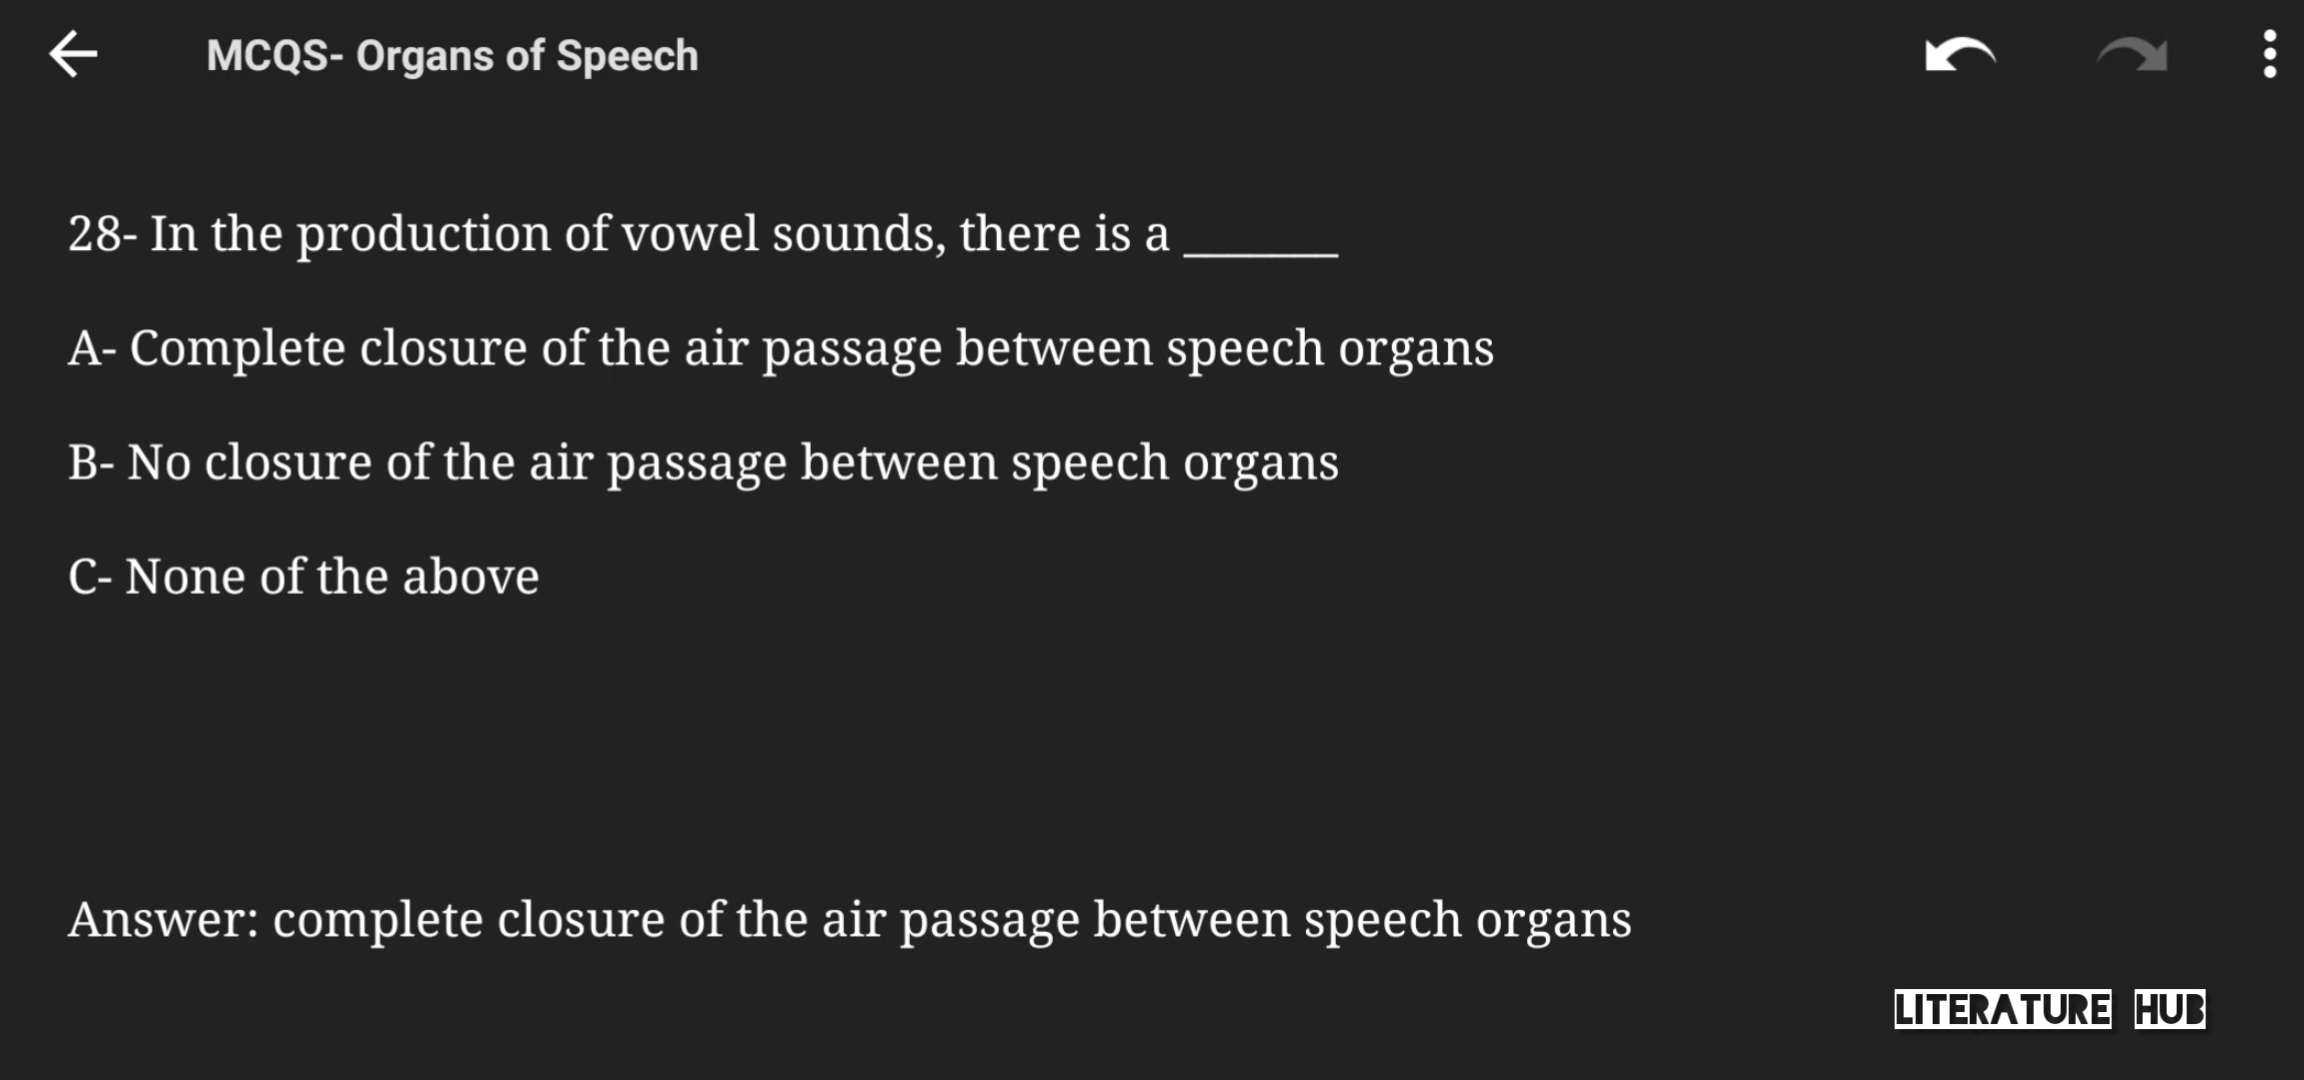 MCQS- Organs of Speech
28- In the production of vowel sounds, there is a _______
A- Complete closure of the air passage between speech organs
B- No closure of the air passage between speech organs
C- None of the above
Answer: complete closure of the air passage between speech organs
LITERATURE HUB